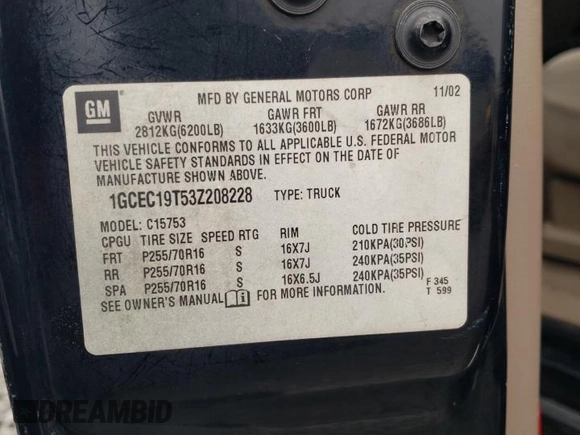 GM
MFD BY GENERAL MOTORS CORP 11/02
GVWR GAWR FRT GAWR RR
2812KG(6200LB) 1633KG(3600LB) 1672KG(3686LB)
THIS VEHICLE CONFORMS TO ALL APPLICABLE U.S. FEDERAL MOTOR
VEHICLE SAFETY STANDARDS IN EFFECT ON THE DATE OF
MANUFACTURE SHOWN ABOVE.
1GCEC19T53Z208228 TYPE: TRUCK
MODEL: C15753
CPGU TIRE SIZE SPEED RTG RIM COLD TIRE PRESSURE
FRT P255/70R16 S 16X7J 210KPA(30PSI)
RR P255/70R16 S 16X7J 240KPA(35PSI)
SPA P255/70R16 S 16X6.5J 240KPA(35PSI)
SEE OWNER'S MANUAL FOR MORE INFORMATION.
F 345
T 599
DREAMBID